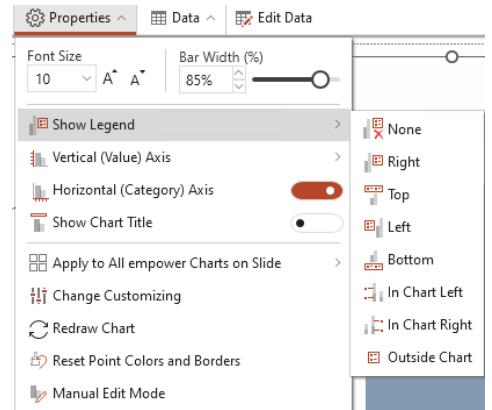 Properties Data Edit Data
Font Size Bar Width (%)
10 A A 85%
Show Legend
Vertical (Value) Axis
Horizontal (Category) Axis
Show Chart Title
Apply to All empower Charts on Slide
Change Customizing
Redraw Chart
Reset Point Colors and Borders
Manual Edit Mode
None
Right
Top
Left
Bottom
In Chart Left
In Chart Right
Outside Chart